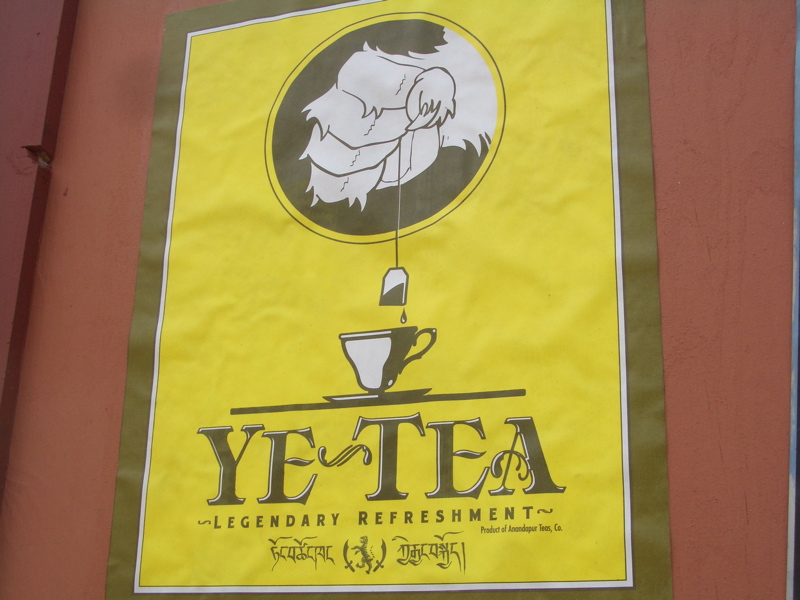 YE~TEA
~LEGENDARY REFRESHMENT~
Product of Anandapur Teas, Co.